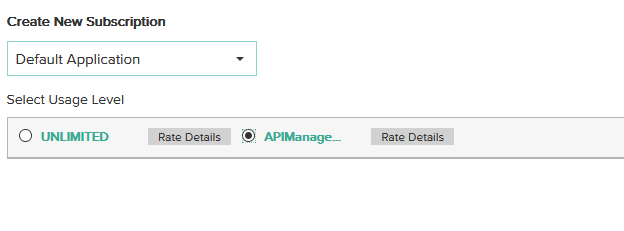 Create New Subscription
Default Application
Select Usage Level
UNLIMITED Rate Details APIManage... Rate Details